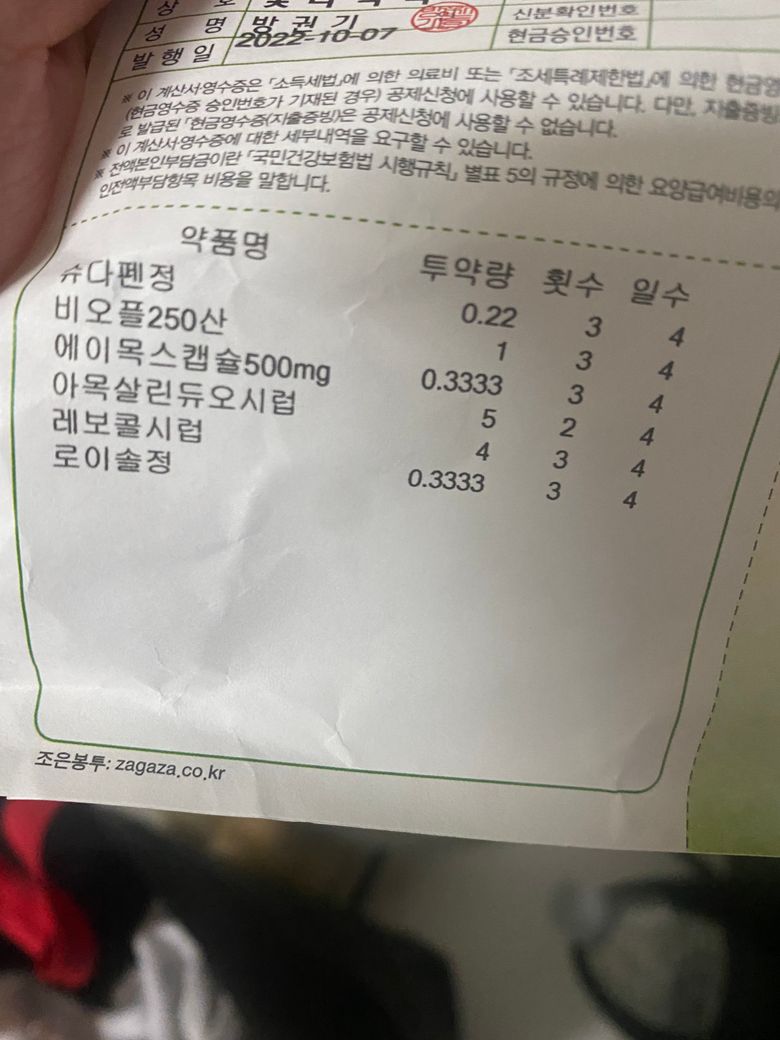 상 호
신분확인번호
성 명 방 권 기
현금승인번호
발 행 일 2022-10-07
※ 이 계산서·영수증은 「소득세법」에 의한 의료비 또는 「조세특례제한법」에 의한 현금영
(현금영수증 승인번호가 기재된 경우) 공제신청에 사용할 수 있습니다. 다만, 지출증빙
로 발급된 「현금영수증(지출증빙)」은 공제신청에 사용할 수 없습니다.
※ 이 계산서·영수증에 대한 세부내역을 요구할 수 있습니다.
※ 전액본인부담금이란 「국민건강보험법 시행규칙」 별표 5의 규정에 의한 요양급여비용의
인전액부담항목 비용을 말합니다.
약품명 투약량 횟수 일수
슈다펜정 0.22 3 4
비오플250산 1 3 4
에이목스캡슐500mg 0.3333 3 4
아목살린듀오시럽 5 2 4
레보콜시럽 4 3 4
로이솔정 0.3333 3 4
조은봉투: zagaza.co.kr